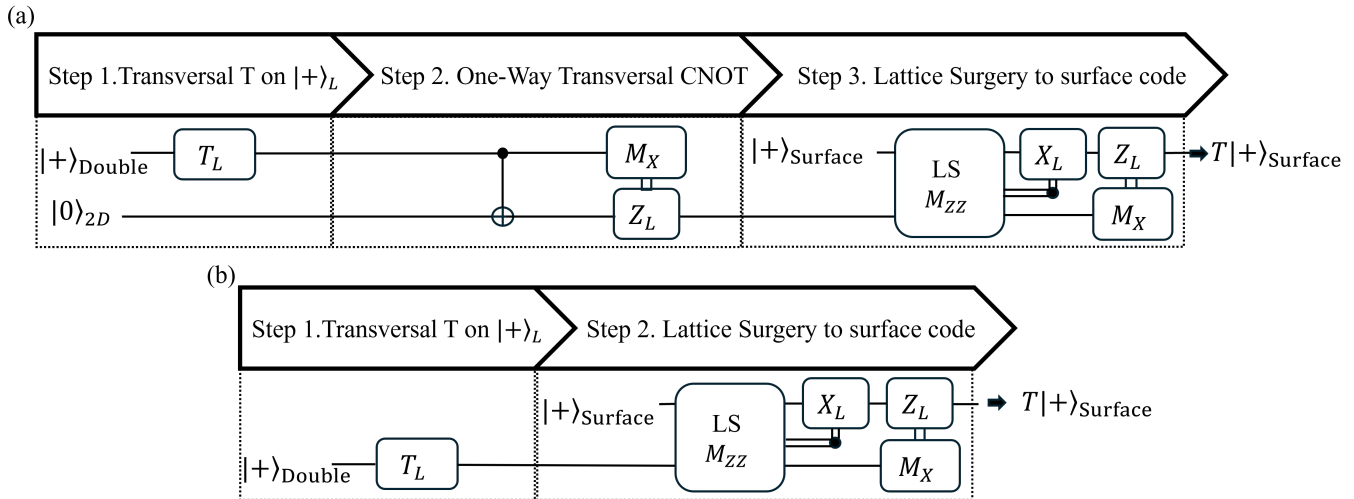 (a)
Step 1.Transversal T on |+⟩_L
Step 2. One-Way Transversal CNOT
Step 3. Lattice Surgery to surface code
|+⟩_Double
T_L
M_X
|+⟩_Surface
LS
M_ZZ
X_L
Z_L
T|+⟩_Surface
|0⟩_2D
Z_L
M_X
(b)
Step 1.Transversal T on |+⟩_L
Step 2. Lattice Surgery to surface code
|+⟩_Surface
LS
M_ZZ
X_L
Z_L
T|+⟩_Surface
|+⟩_Double
T_L
M_X